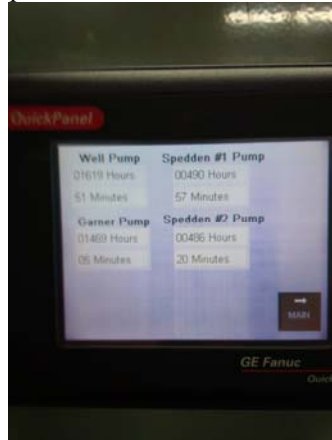 QuickPanel
Well Pump Spedden #1 Pump
01619 Hours 00490 Hours
51 Minutes 57 Minutes
Garner Pump Spedden #2 Pump
01469 Hours 00486 Hours
05 Minutes 20 Minutes
MAIN
GE Fanuc
Quick